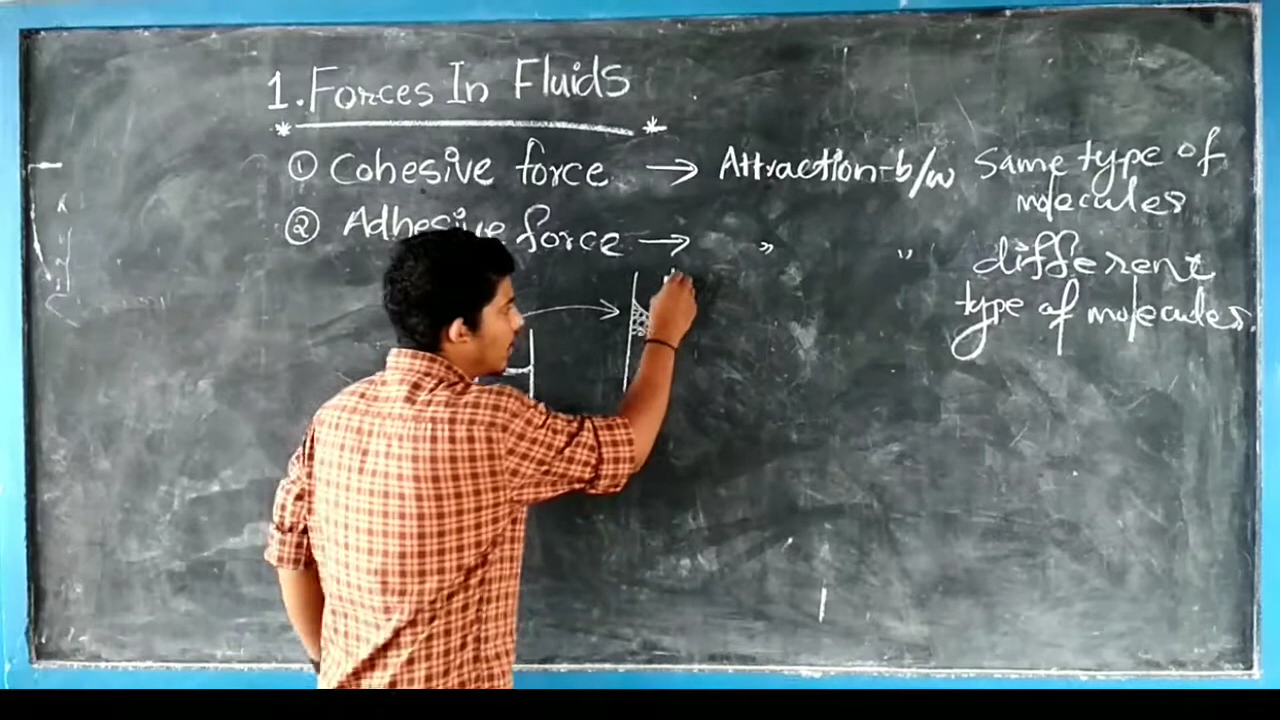 1. Forces In Fluids
① Cohesive force → Attraction b/w Same type of
molecules
② Adhesive force → " " different
type of molecules.